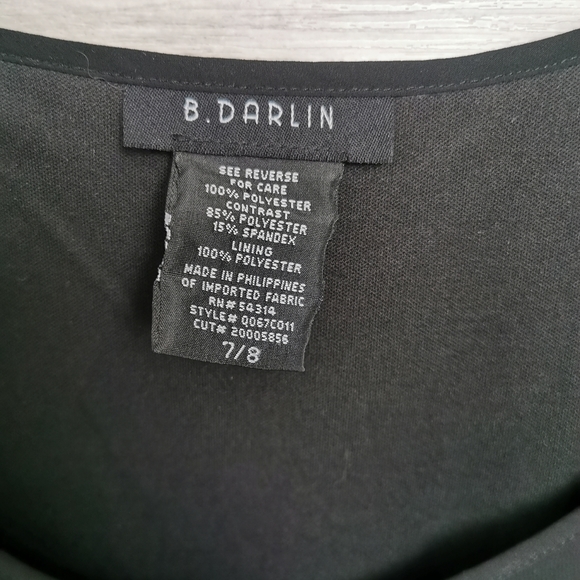 B.DARLIN
SEE REVERSE
FOR CARE
100% POLYESTER
CONTRAST
85% POLYESTER
15% SPANDEX
LINING
100% POLYESTER
MADE IN PHILIPPINES
OF IMPORTED FABRIC
RN# 54314
STYLE# Q067C011
CUT# 20005856
7/8